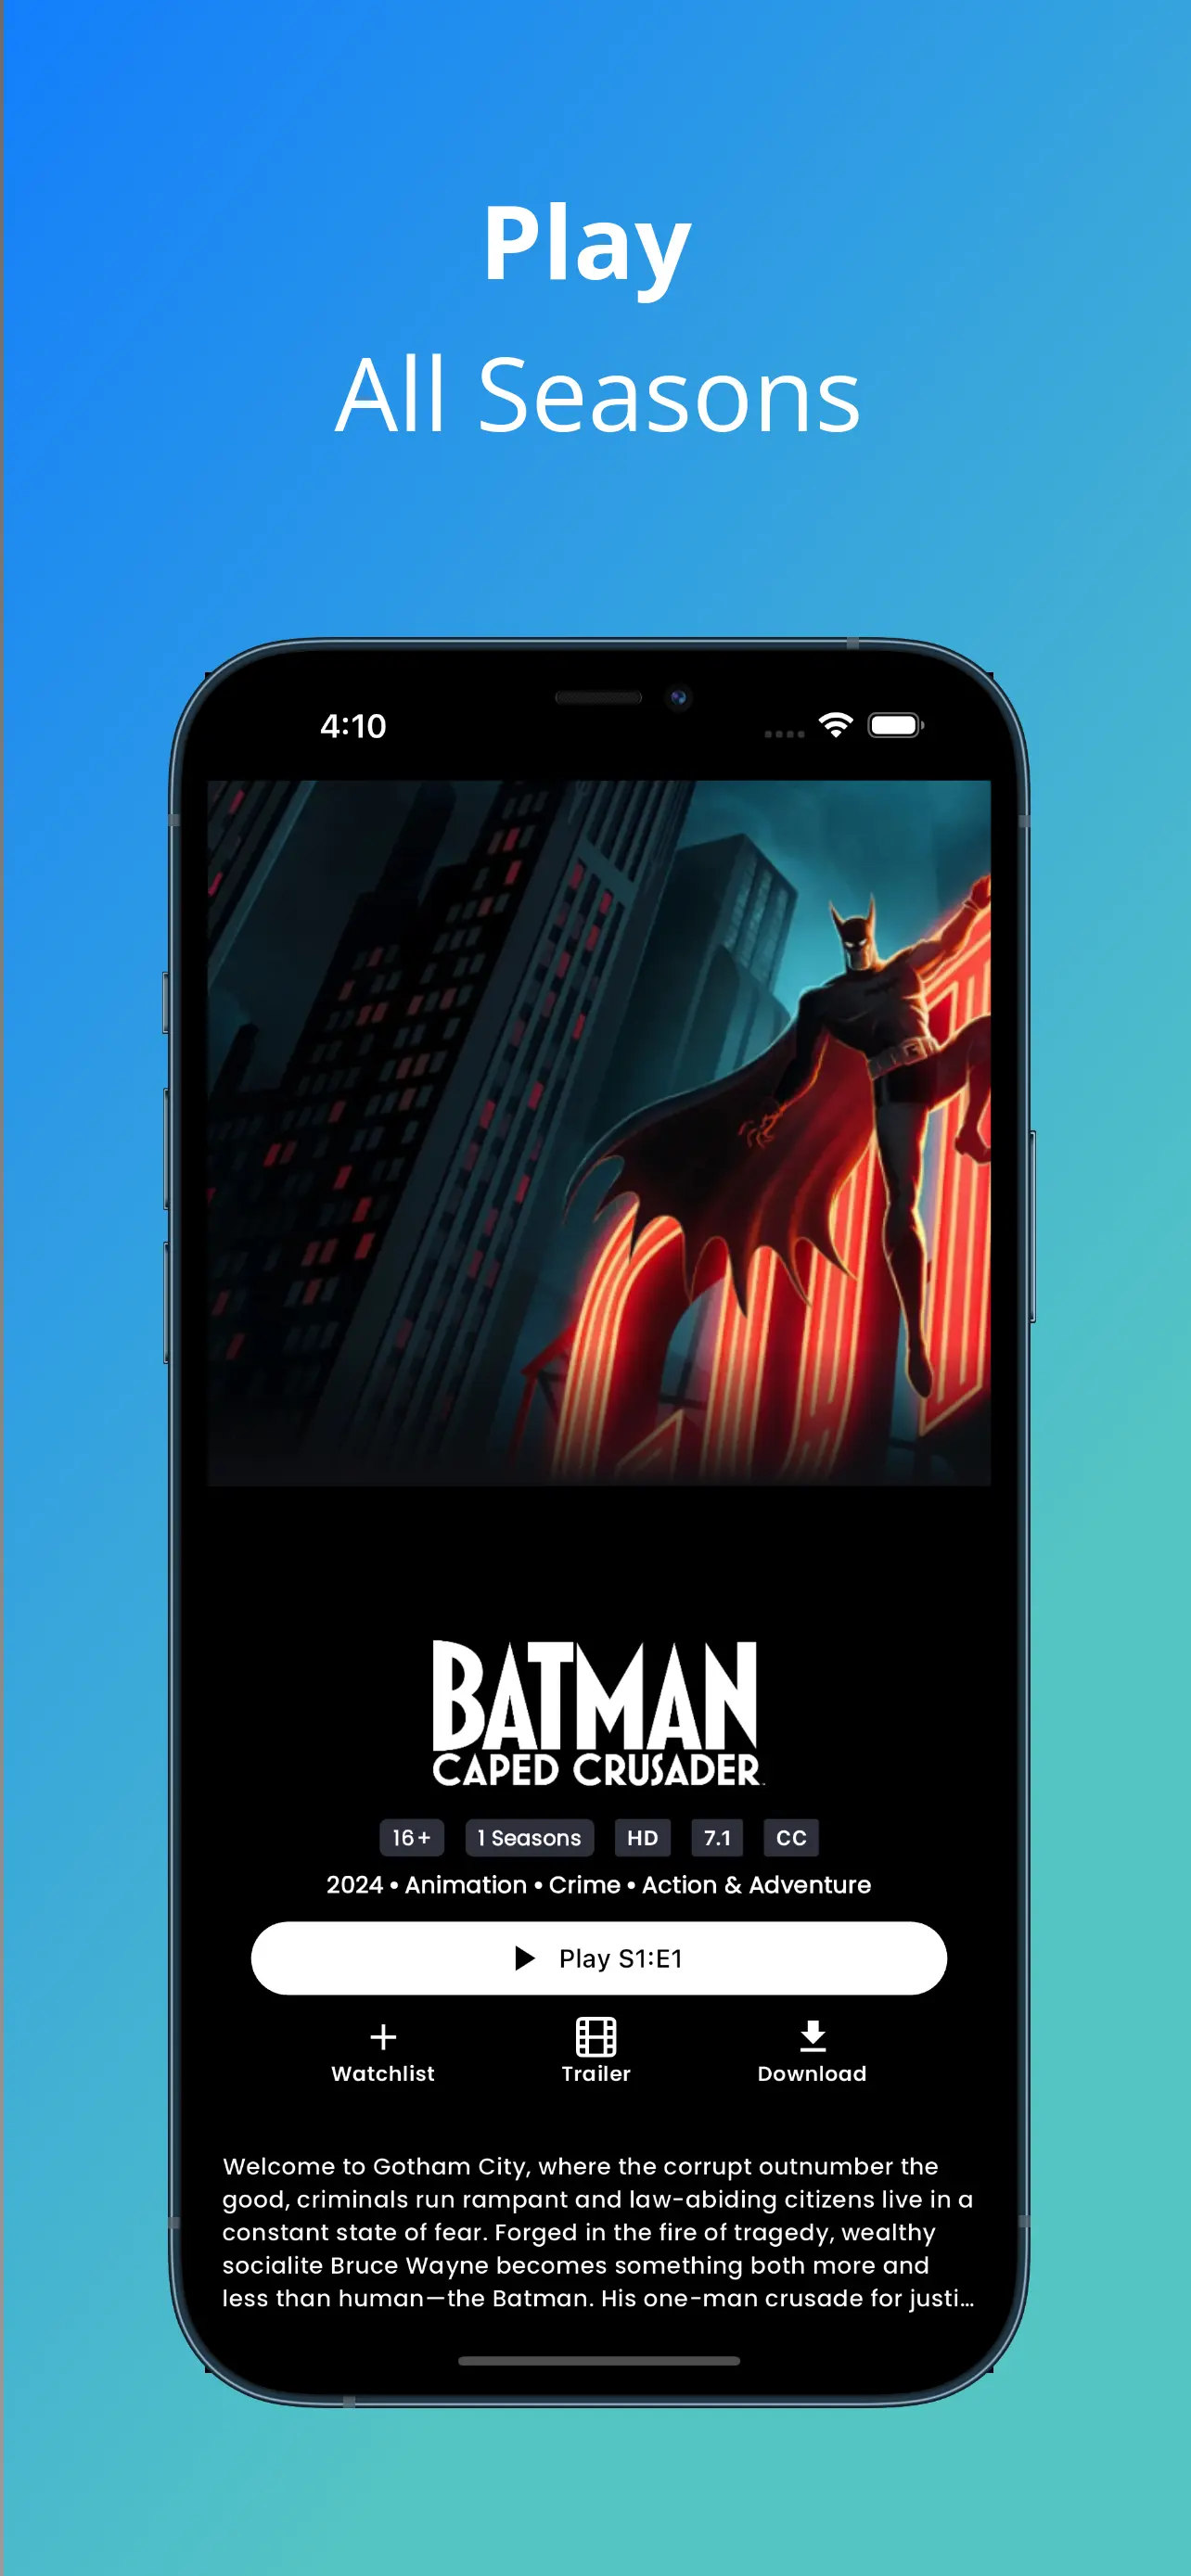 Play
All Seasons
4:10
BATMAN
CAPED CRUSADER
16+ 1 Seasons HD 7.1 CC
2024 • Animation • Crime • Action & Adventure
Play S1:E1
Watchlist Trailer Download
Welcome to Gotham City, where the corrupt outnumber the
good, criminals run rampant and law-abiding citizens live in a
constant state of fear. Forged in the fire of tragedy, wealthy
socialite Bruce Wayne becomes something both more and
less than human—the Batman. His one-man crusade for justi...